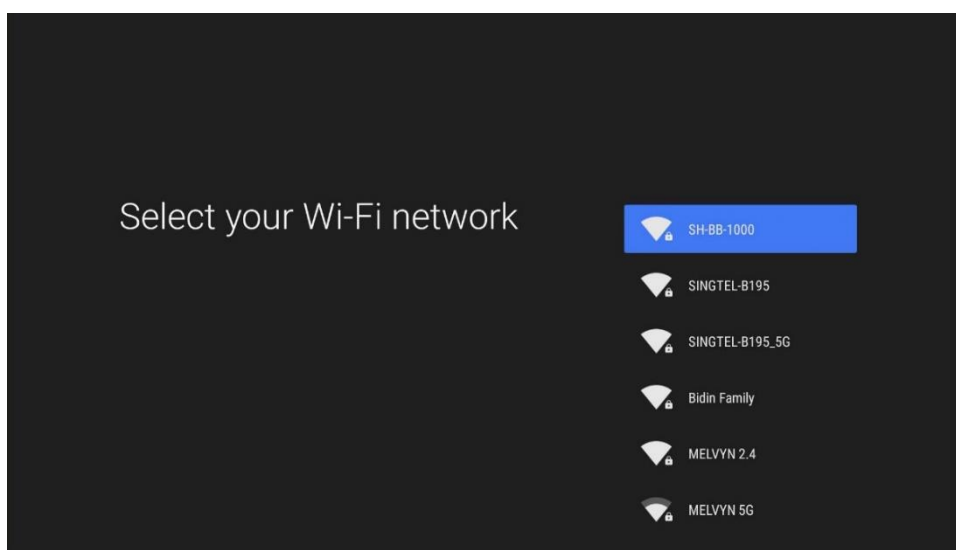 Select your Wi-Fi network
SH-BB-1000
SINGTEL-B195
SINGTEL-B195_5G
Bidin Family
MELVYN 2.4
MELVYN 5G